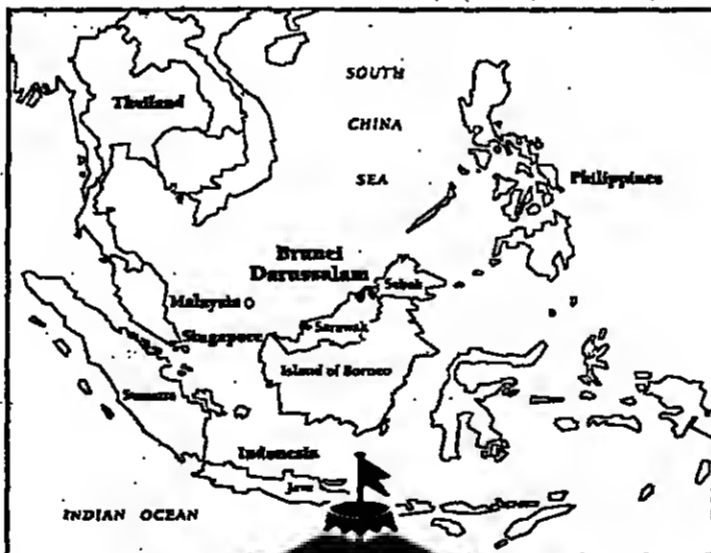 SOUTH
CHINA
SEA
Thailand
Philippines
Brunei
Darussalam
Sabah
Malaysia
Sarawak
Singapore
Island of Borneo
Sumatra
Indonesia
Java
INDIAN OCEAN